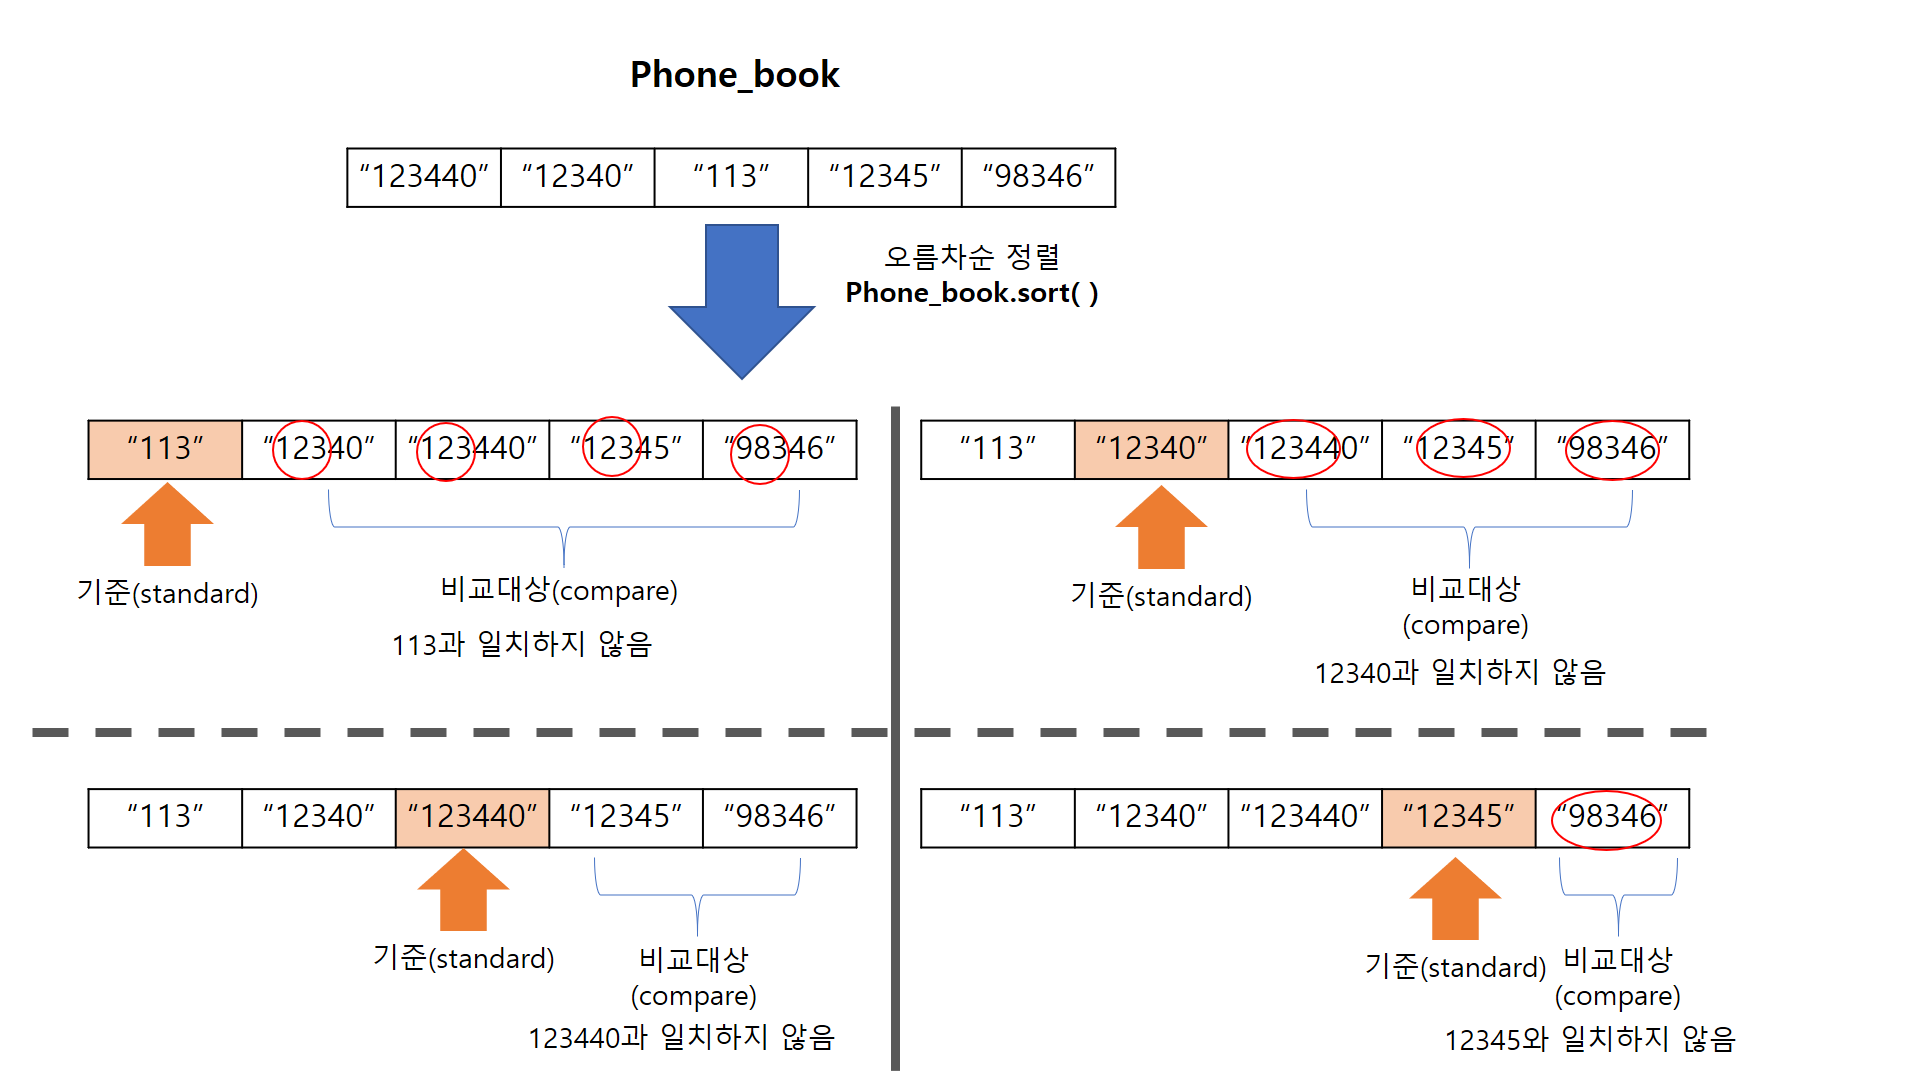 Phone_book
“123440” “12340” “113” “12345” “98346”
오름차순 정렬
Phone_book.sort( )
“113” “12340” “123440” “12345” “98346”
기준(standard)
비교대상(compare)
113과 일치하지 않음
“113” “12340” “123440” “12345” “98346”
기준(standard)
비교대상
(compare)
12340과 일치하지 않음
“113” “12340” “123440” “12345” “98346”
기준(standard)
비교대상
(compare)
123440과 일치하지 않음
“113” “12340” “123440” “12345” “98346”
기준(standard)
비교대상
(compare)
12345와 일치하지 않음